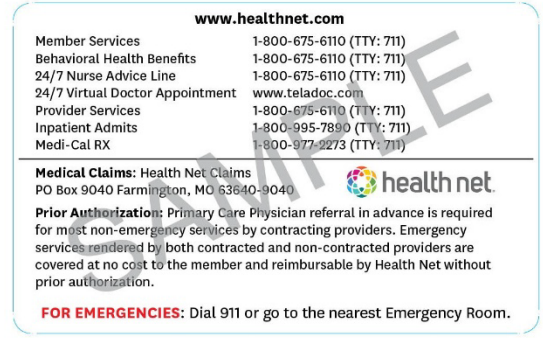 www.healthnet.com
Member Services 1-800-675-6110 (TTY: 711)
Behavioral Health Benefits 1-800-675-6110 (TTY: 711)
24/7 Nurse Advice Line 1-800-675-6110 (TTY: 711)
24/7 Virtual Doctor Appointment www.teladoc.com
Provider Services 1-800-675-6110 (TTY: 711)
Inpatient Admits 1-800-995-7890 (TTY: 711)
Medi-Cal RX 1-800-977-2273 (TTY: 711)
Medical Claims: Health Net Claims
PO Box 9040 Farmington, MO 63640-9040
health net.
Prior Authorization: Primary Care Physician referral in advance is required
for most non-emergency services by contracting providers. Emergency
services rendered by both contracted and non-contracted providers are
covered at no cost to the member and reimbursable by Health Net without
prior authorization.
FOR EMERGENCIES: Dial 911 or go to the nearest Emergency Room.
SAMPLE